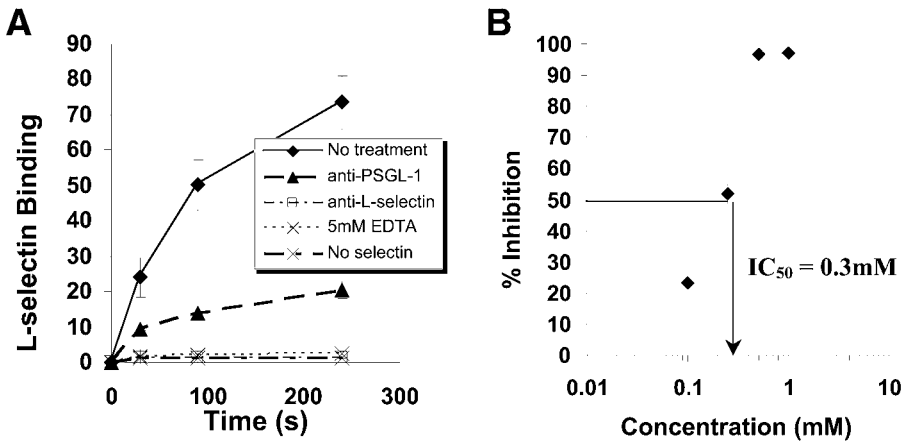 A
90
80
70
60
50
40
30
20
10
0
L-selectin Binding
No treatment
anti-PSGL-1
anti-L-selectin
5mM EDTA
No selectin
0 100 200 300
Time (s)
B
100
90
80
70
60
50
40
30
20
10
0
% Inhibition
IC50 = 0.3mM
0.01 0.1 1 10
Concentration (mM)